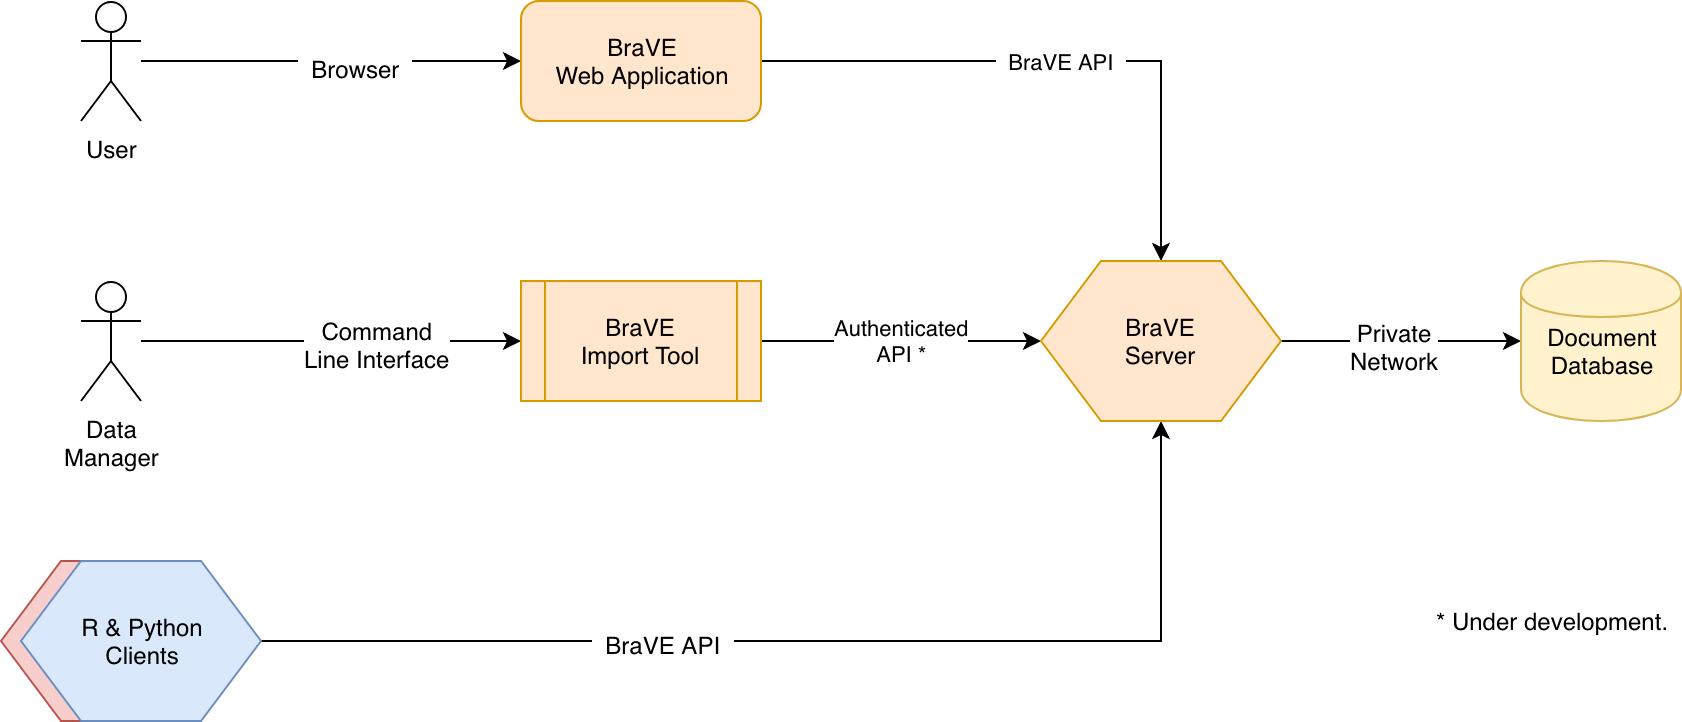 User
Browser
BraVE
Web Application
BraVE API
Data
Manager
Command
Line Interface
BraVE
Import Tool
Authenticated
API *
BraVE
Server
Private
Network
Document
Database
R & Python
Clients
BraVE API
* Under development.